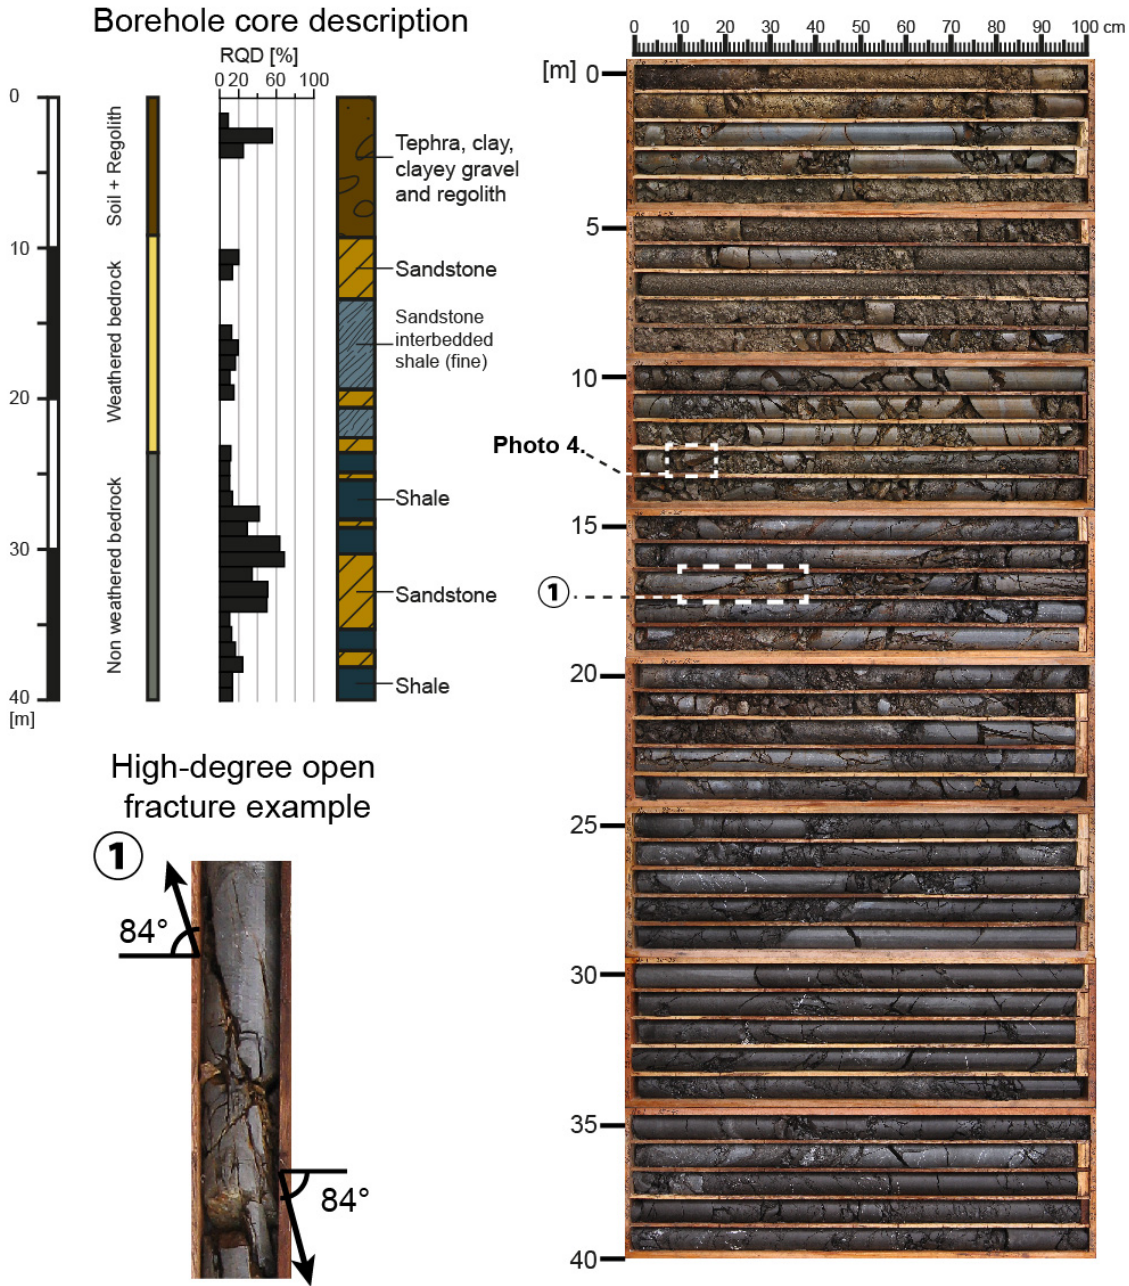 Borehole core description
RQD [%]
0 20 60 100
0
10
20
30
40
[m]
Soil + Regolith
Weathered bedrock
Non weathered bedrock
Tephra, clay,
clayey gravel
and regolith
Sandstone
Sandstone
interbedded
shale (fine)
Shale
Sandstone
Shale
High-degree open
fracture example
1
84°
84°
0 10 20 30 40 50 60 70 80 90 100 cm
[m] 0
5
10
Photo 4.
15
1
20
25
30
35
40